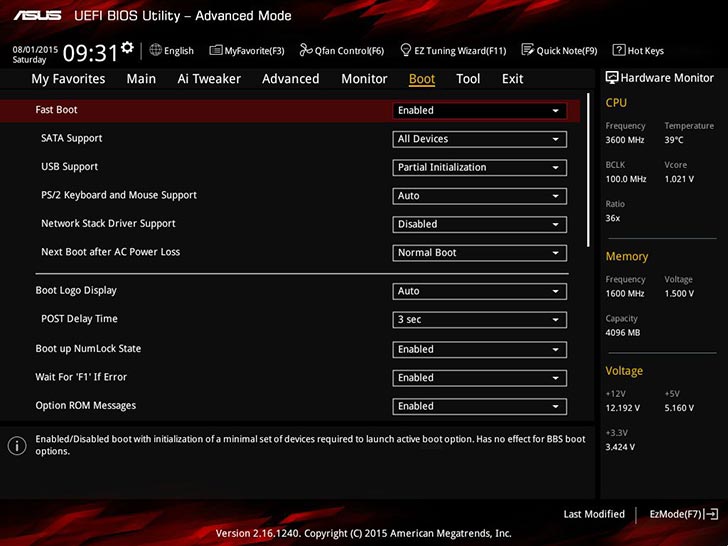 ASUS UEFI BIOS Utility – Advanced Mode
08/01/2015 Saturday 09:31 English MyFavorite(F3) Qfan Control(F6) EZ Tuning Wizard(F11) Quick Note(F9) ? Hot Keys
My Favorites Main Ai Tweaker Advanced Monitor Boot Tool Exit
Fast Boot Enabled
SATA Support All Devices
USB Support Partial Initialization
PS/2 Keyboard and Mouse Support Auto
Network Stack Driver Support Disabled
Next Boot after AC Power Loss Normal Boot
Boot Logo Display Auto
POST Delay Time 3 sec
Boot up NumLock State Enabled
Wait For 'F1' If Error Enabled
Option ROM Messages Enabled
i Enabled/Disabled boot with initialization of a minimal set of devices required to launch active boot option. Has no effect for BBS boot
options.
Hardware Monitor
CPU
Frequency Temperature
3600 MHz 39°C
BCLK Vcore
100.0 MHz 1.021 V
Ratio
36x
Memory
Frequency Voltage
1600 MHz 1.500 V
Capacity
4096 MB
Voltage
+12V +5V
12.192 V 5.160 V
+3.3V
3.424 V
Last Modified EzMode(F7)
Version 2.16.1240. Copyright (C) 2015 American Megatrends, Inc.